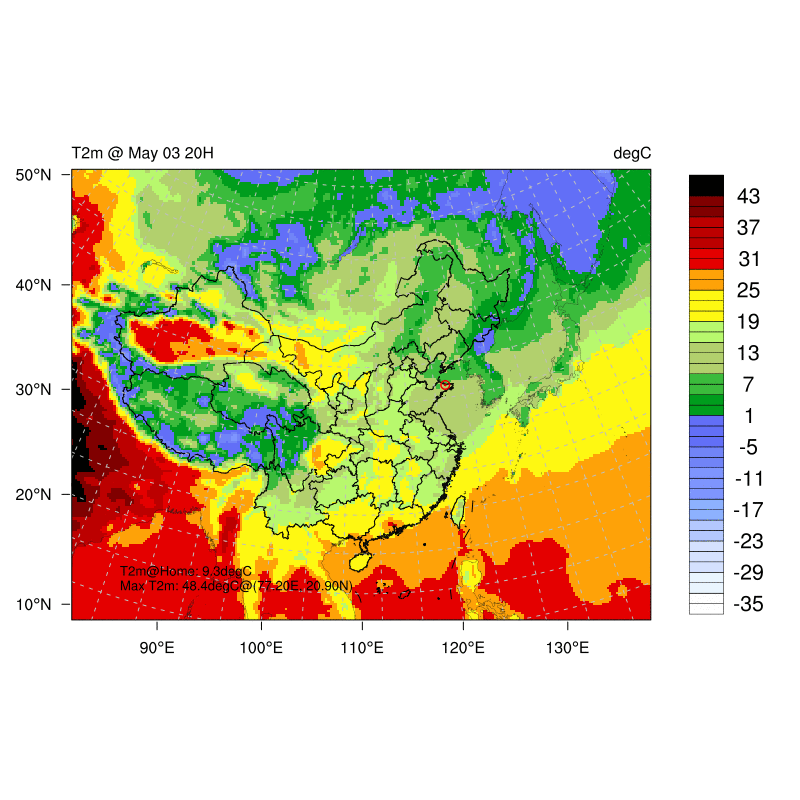 T2m @ May 03 20H degC
50°N
40°N
30°N
20°N
10°N
90°E 100°E 110°E 120°E 130°E
T2m@Home: 9.3degC
Max T2m: 48.4degC@(77.20E, 20.90N)
43
37
31
25
19
13
7
1
-5
-11
-17
-23
-29
-35